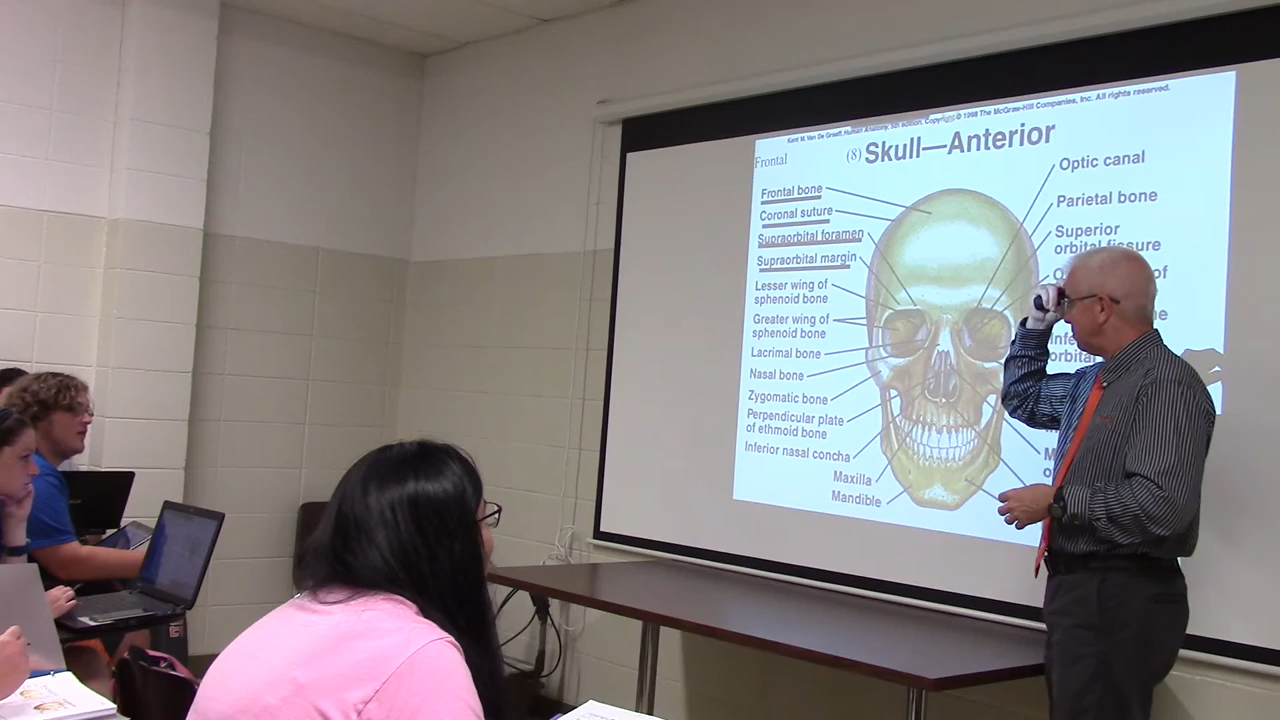 Kent M. Van De Graaff, Human Anatomy, 5th edition, Copyright © 1998 The McGraw-Hill Companies, Inc. All rights reserved.
Frontal
(8) Skull—Anterior
Frontal bone
Coronal suture
Supraorbital foramen
Supraorbital margin
Lesser wing of
sphenoid bone
Greater wing of
sphenoid bone
Lacrimal bone
Nasal bone
Zygomatic bone
Perpendicular plate
of ethmoid bone
Inferior nasal concha
Maxilla
Mandible
Optic canal
Parietal bone
Superior
orbital fissure
of
orbital